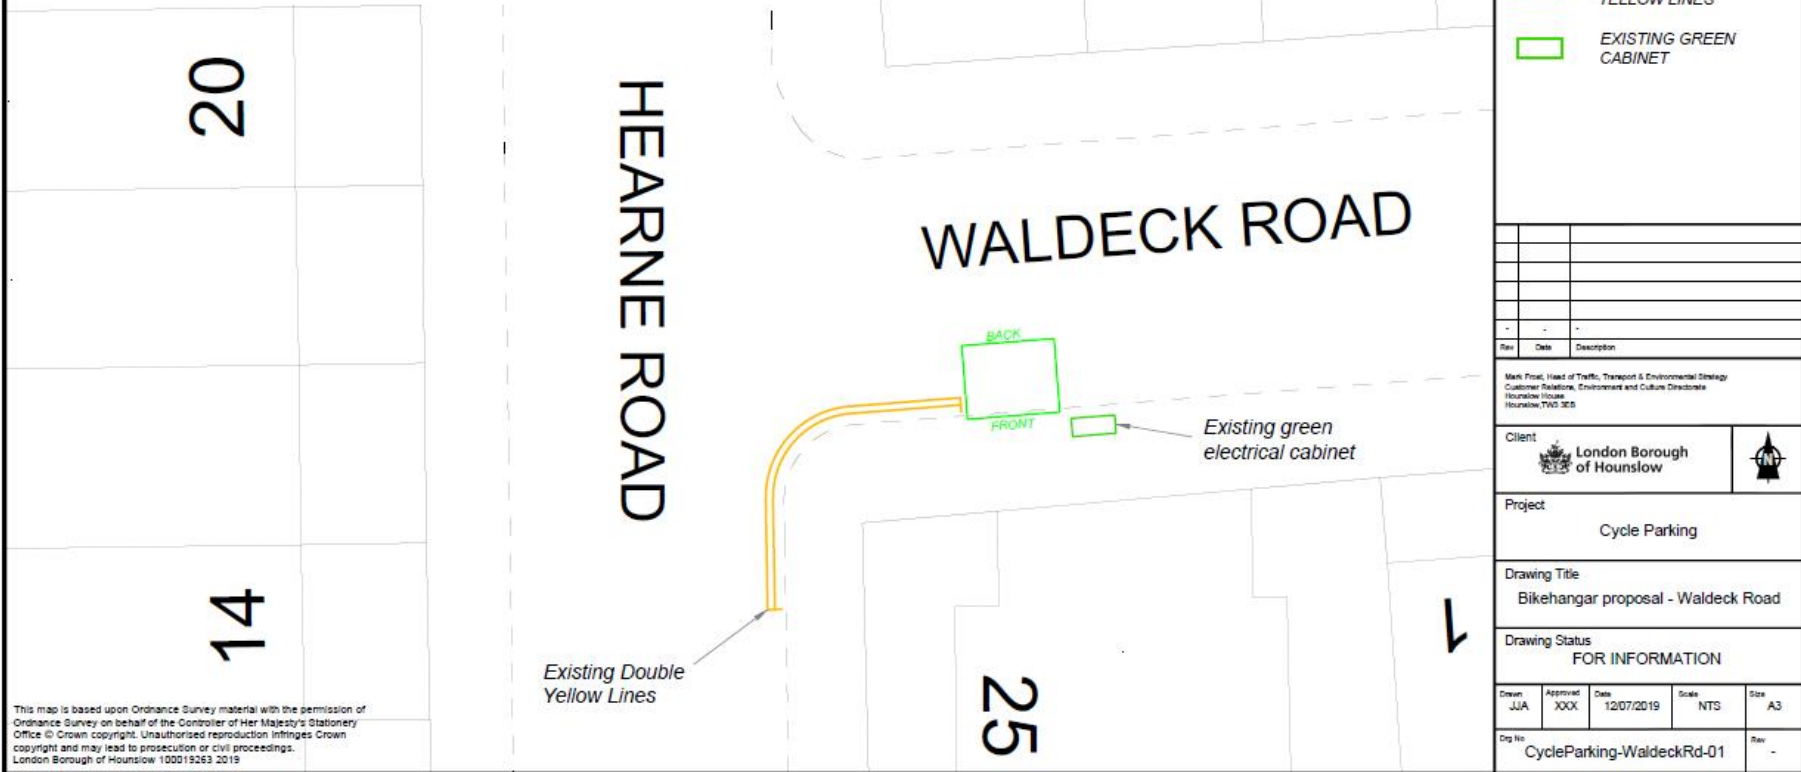 YELLOW LINES
EXISTING GREEN
CABINET
20
HEARNE ROAD
WALDECK ROAD
BACK
FRONT
Existing green
electrical cabinet
14
Existing Double
Yellow Lines
25
1
This map is based upon Ordnance Survey material with the permission of
Ordnance Survey on behalf of the Controller of Her Majesty's Stationery
Office © Crown copyright. Unauthorised reproduction infringes Crown
copyright and may lead to prosecution or civil proceedings.
London Borough of Hounslow 100019263 2019
- - -
Rev Date Description
Mark Frost, Head of Traffic, Transport & Environmental Strategy
Customer Relations, Environment and Culture Directorate
Hounslow House
Hounslow,TW3 3EB
Client
London Borough
of Hounslow
N
Project
Cycle Parking
Drawing Title
Bikehangar proposal - Waldeck Road
Drawing Status
FOR INFORMATION
Drawn Approved Date Scale Size
JJA XXX 12/07/2019 NTS A3
Drg No Rev
CycleParking-WaldeckRd-01 -